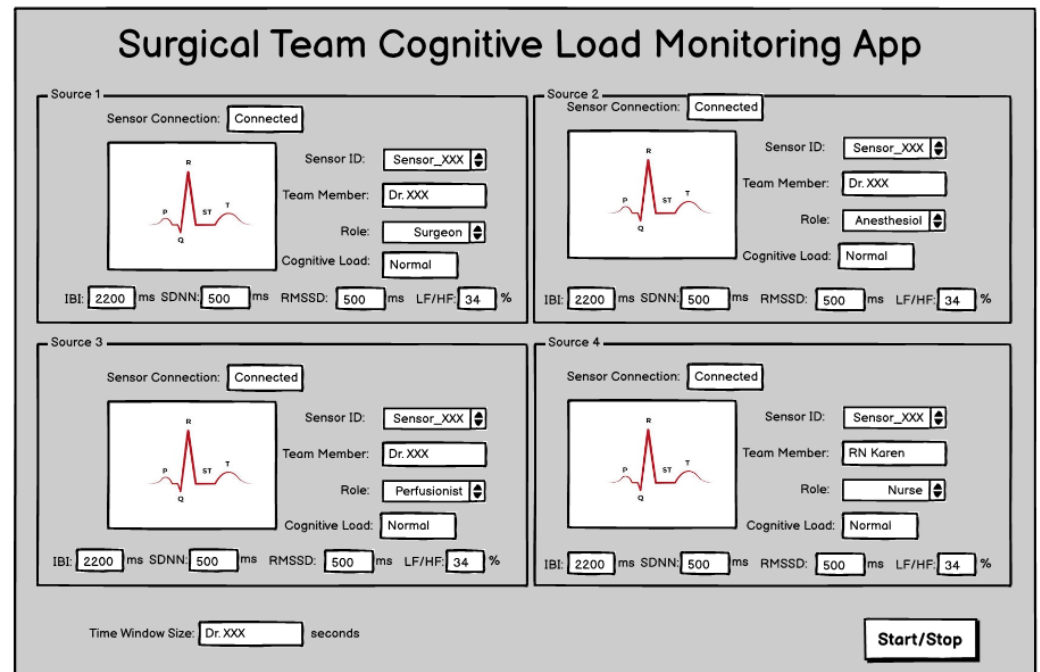 Surgical Team Cognitive Load Monitoring App
Source 1
Sensor Connection: Connected
R
P
ST
T
Q
Sensor ID: Sensor_XXX
Team Member: Dr. XXX
Role: Surgeon
Cognitive Load: Normal
IBI: 2200 ms SDNN: 500 ms RMSSD: 500 ms LF/HF: 34 %
Source 2
Sensor Connection: Connected
R
P
ST
T
Q
Sensor ID: Sensor_XXX
Team Member: Dr. XXX
Role: Anesthesiol
Cognitive Load: Normal
IBI: 2200 ms SDNN: 500 ms RMSSD: 500 ms LF/HF: 34 %
Source 3
Sensor Connection: Connected
R
P
ST
T
Q
Sensor ID: Sensor_XXX
Team Member: Dr. XXX
Role: Perfusionist
Cognitive Load: Normal
IBI: 2200 ms SDNN: 500 ms RMSSD: 500 ms LF/HF: 34 %
Source 4
Sensor Connection: Connected
R
P
ST
T
Q
Sensor ID: Sensor_XXX
Team Member: RN Karen
Role: Nurse
Cognitive Load: Normal
IBI: 2200 ms SDNN: 500 ms RMSSD: 500 ms LF/HF: 34 %
Time Window Size: Dr. XXX seconds
Start/Stop